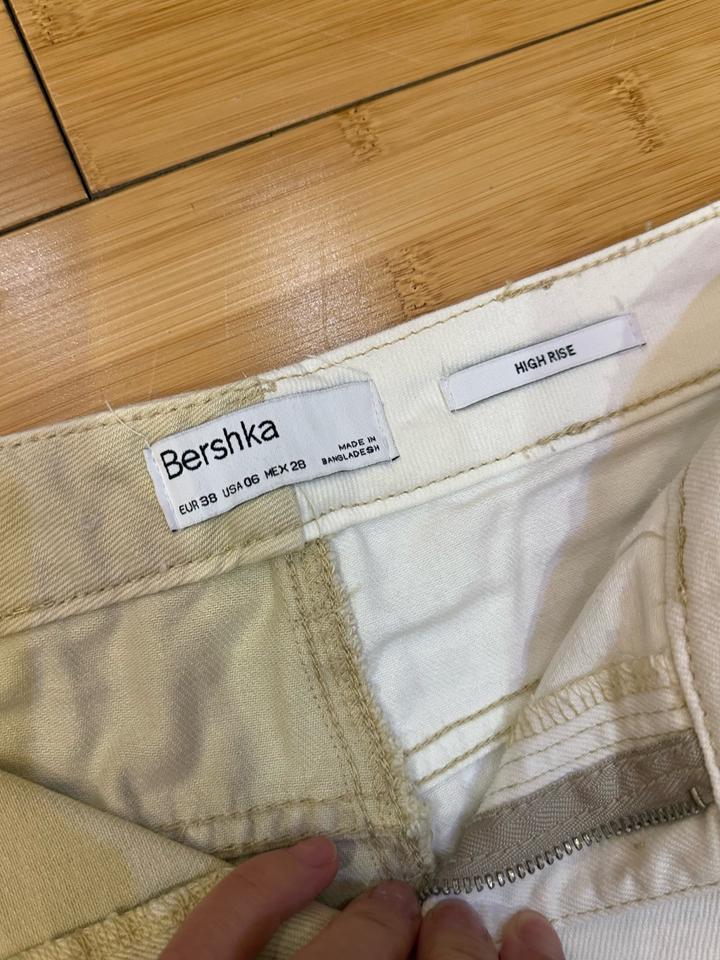 Bershka
MADE IN
BANGLADESH
EUR 38 USA 06 MEX 28
HIGH RISE